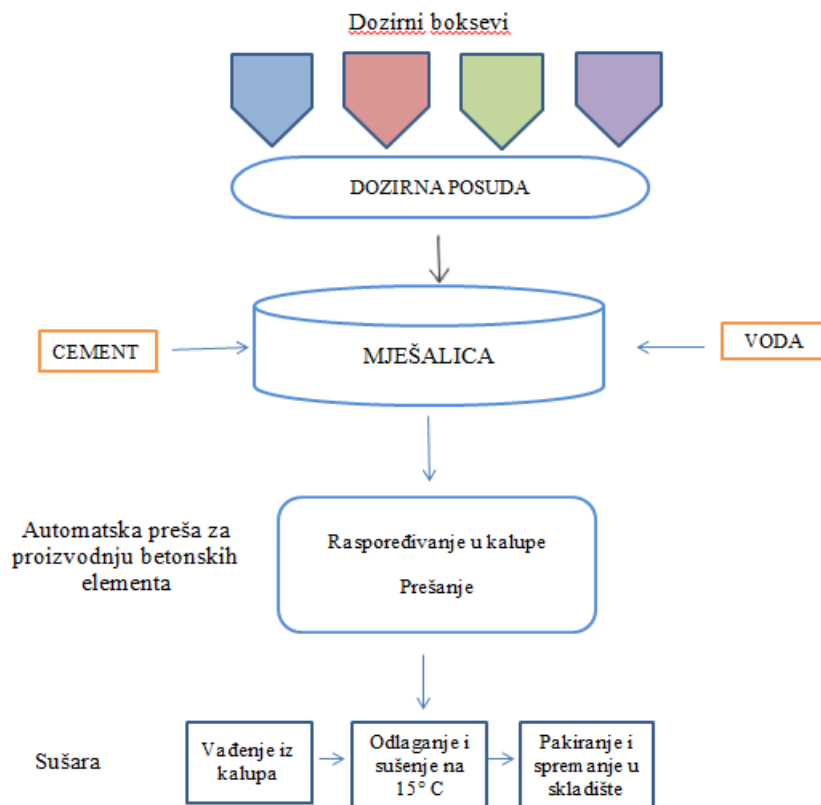 Dozirni boksevi
DOZIRNA POSUDA
CEMENT
MJEŠALICA
VODA
Automatska preša za
proizvodnju betonskih
elementa
Raspoređivanje u kalupe
Prešanje
Sušara
Vađenje iz
kalupa
Odlaganje i
sušenje na
15° C
Pakiranje i
spremanje u
skladište